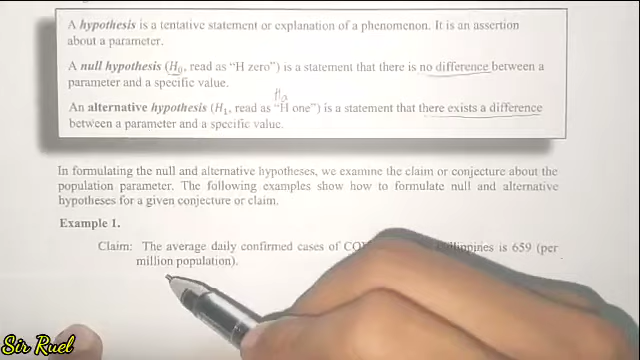 A hypothesis is a tentative statement or explanation of a phenomenon. It is an assertion
about a parameter.
A null hypothesis (H0, read as “H zero”) is a statement that there is no difference between a
parameter and a specific value.
Ha
An alternative hypothesis (H1, read as “H one”) is a statement that there exists a difference
between a parameter and a specific value.
In formulating the null and alternative hypotheses, we examine the claim or conjecture about the
population parameter. The following examples show how to formulate null and alternative
hypotheses for a given conjecture or claim.
Example 1.
Claim: The average daily confirmed cases of is 659 (per
million population).
Sir Ruel